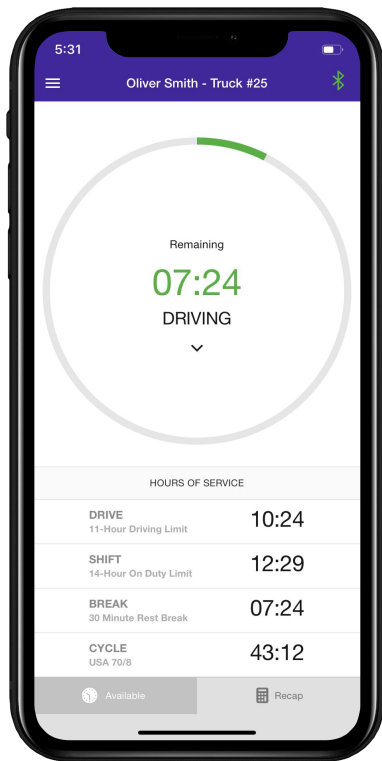 5:31
Oliver Smith - Truck #25
Remaining
07:24
DRIVING
HOURS OF SERVICE
DRIVE
11-Hour Driving Limit
10:24
SHIFT
14-Hour On Duty Limit
12:29
BREAK
30 Minute Rest Break
07:24
CYCLE
USA 70/8
43:12
Available
Recap